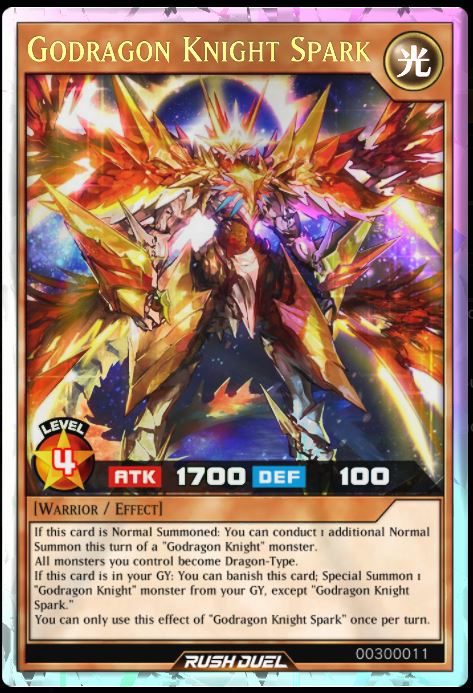 Godragon Knight Spark
光
LEVEL
4
ATK 1700 DEF 100
[Warrior / Effect]
If this card is Normal Summoned: You can conduct 1 additional Normal
Summon this turn of a "Godragon Knight" monster.
All monsters you control become Dragon-Type.
If this card is in your GY: You can banish this card; Special Summon 1
"Godragon Knight" monster from your GY, except "Godragon Knight
Spark."
You can only use this effect of "Godragon Knight Spark" once per turn.
00300011
RUSH DUEL